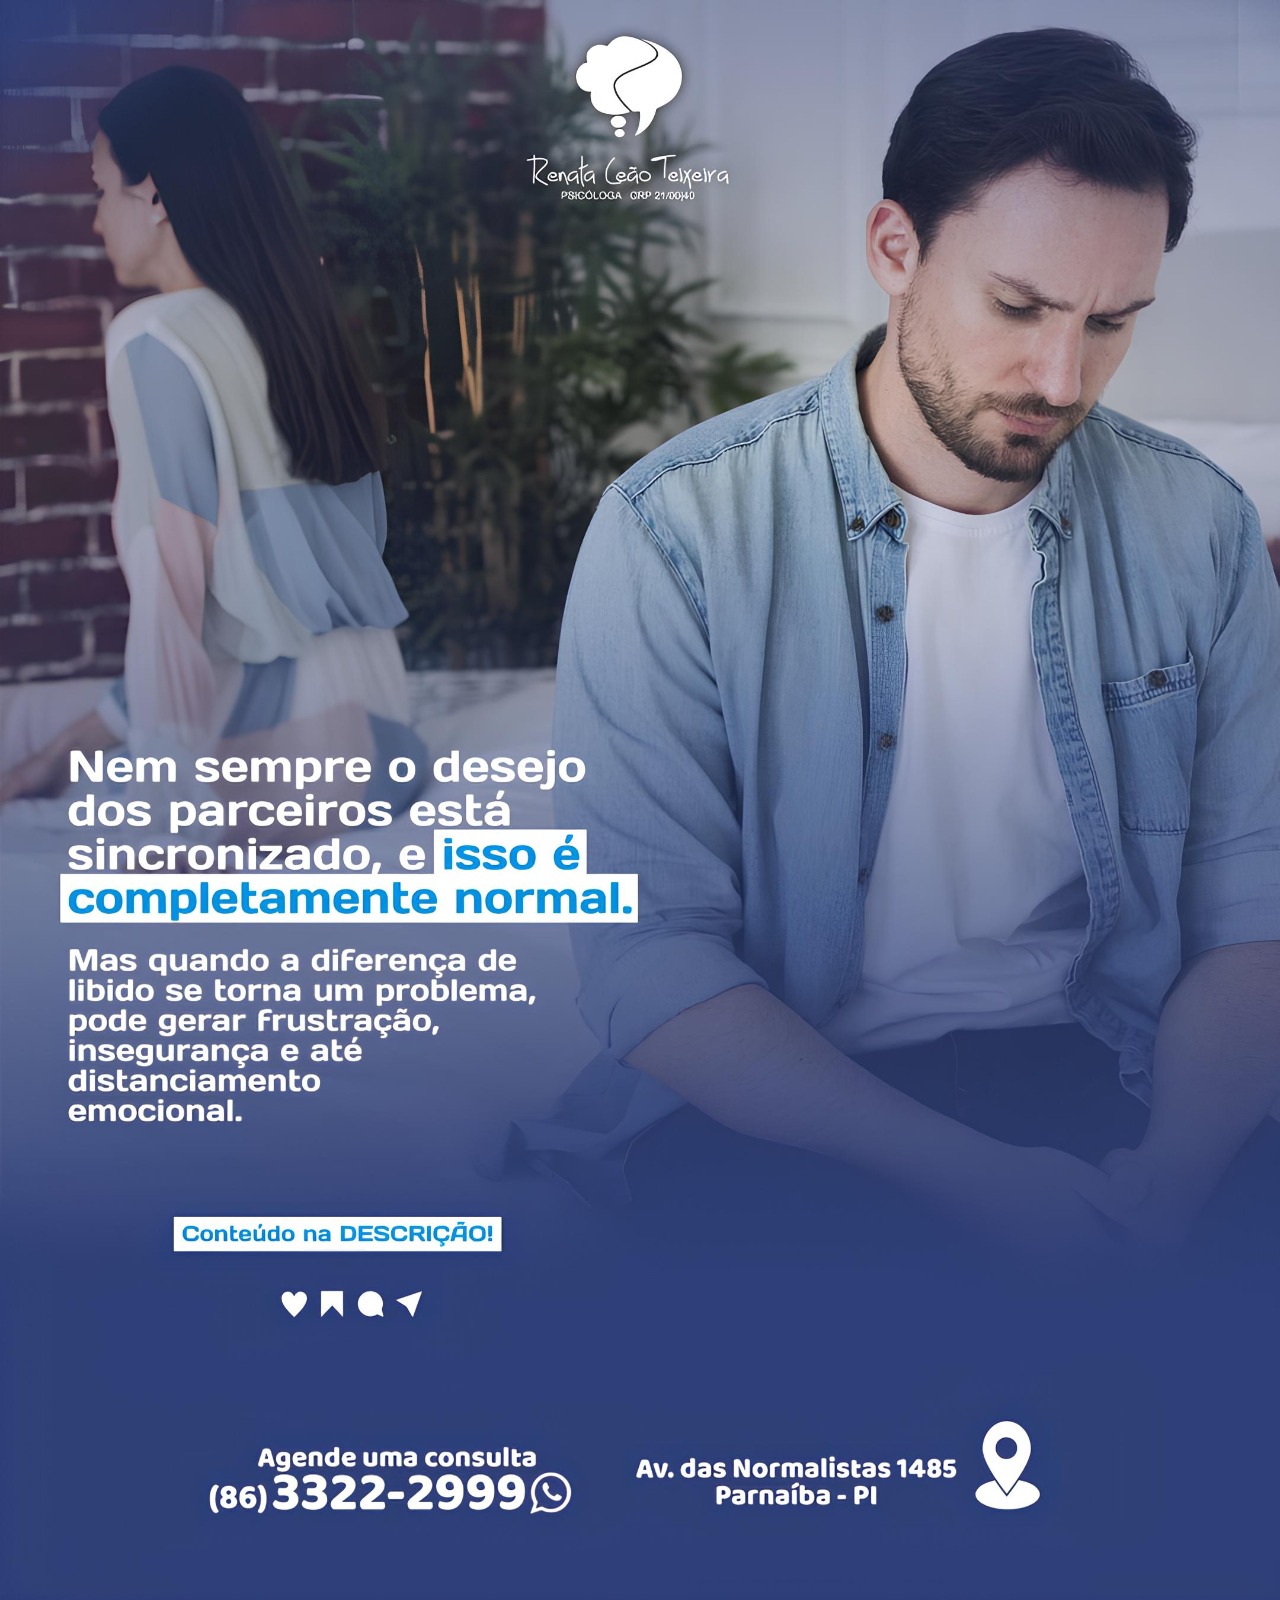 Renata Leão Teixeira
PSICÓLOGA CRP
Nem sempre o desejo
dos parceiros está
sincronizado, e isso é
completamente normal.
Mas quando a diferença de
libido se torna um problema,
pode gerar frustração,
insegurança e até
distanciamento
emocional.
Conteúdo na DESCRIÇÃO!
Agende uma consulta
(86) 3322-2999
Av. das Normalistas 1485
Parnaíba - PI